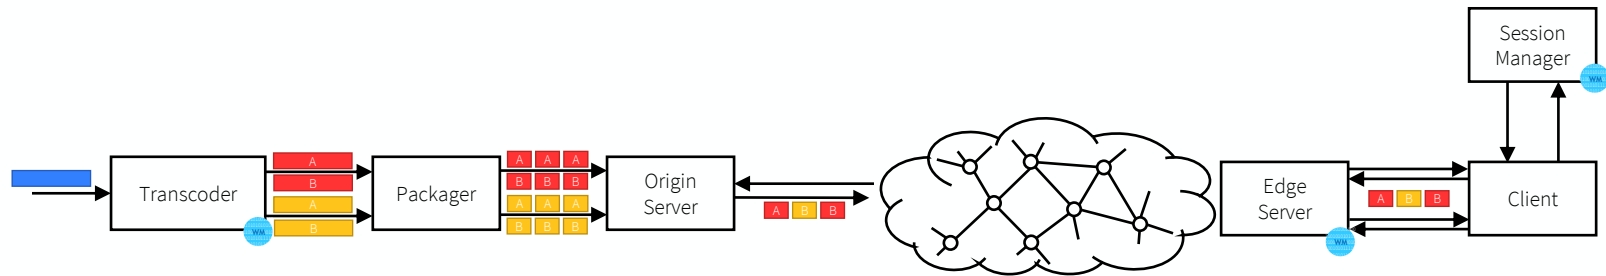 Session
Manager
WM
A
B
A
B
A A A
B B B
A A A
B B B
Transcoder
WM
Packager
Origin
Server
A B B
Edge
Server
WM
A B B
Client